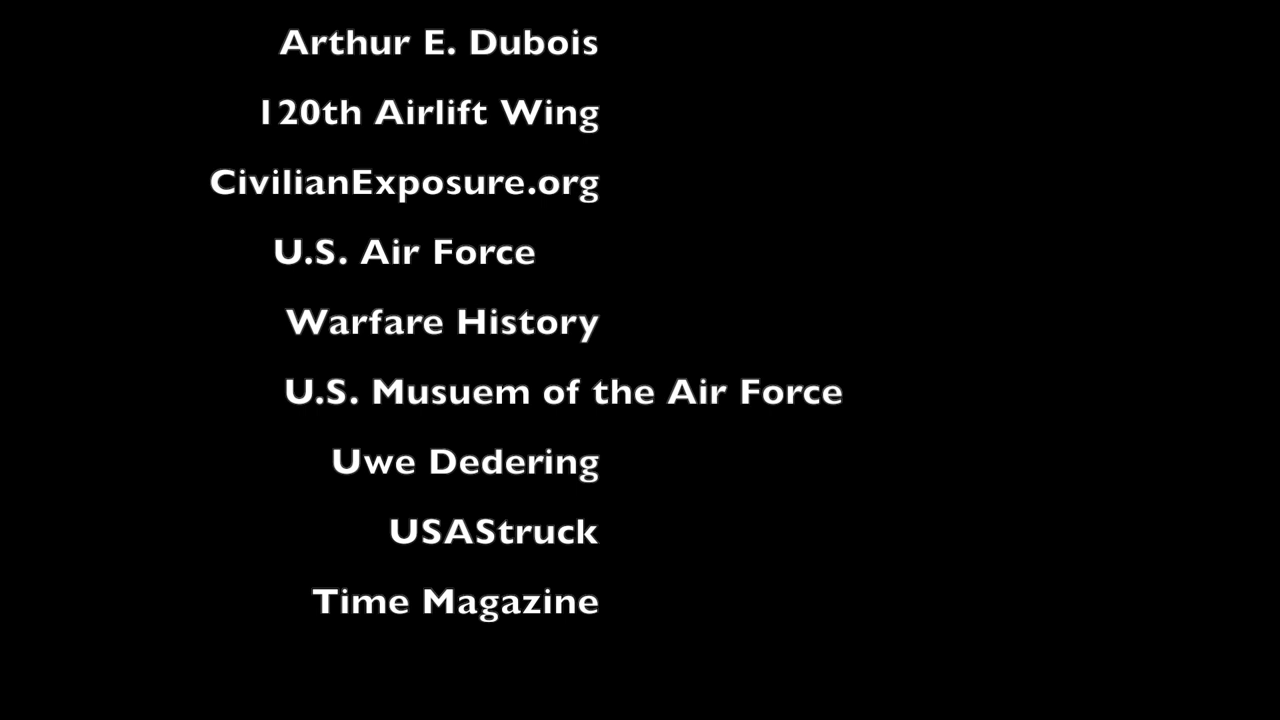 Arthur E. Dubois
120th Airlift Wing
CivilianExposure.org
U.S. Air Force
Warfare History
U.S. Musuem of the Air Force
Uwe Dedering
USAStruck
Time Magazine